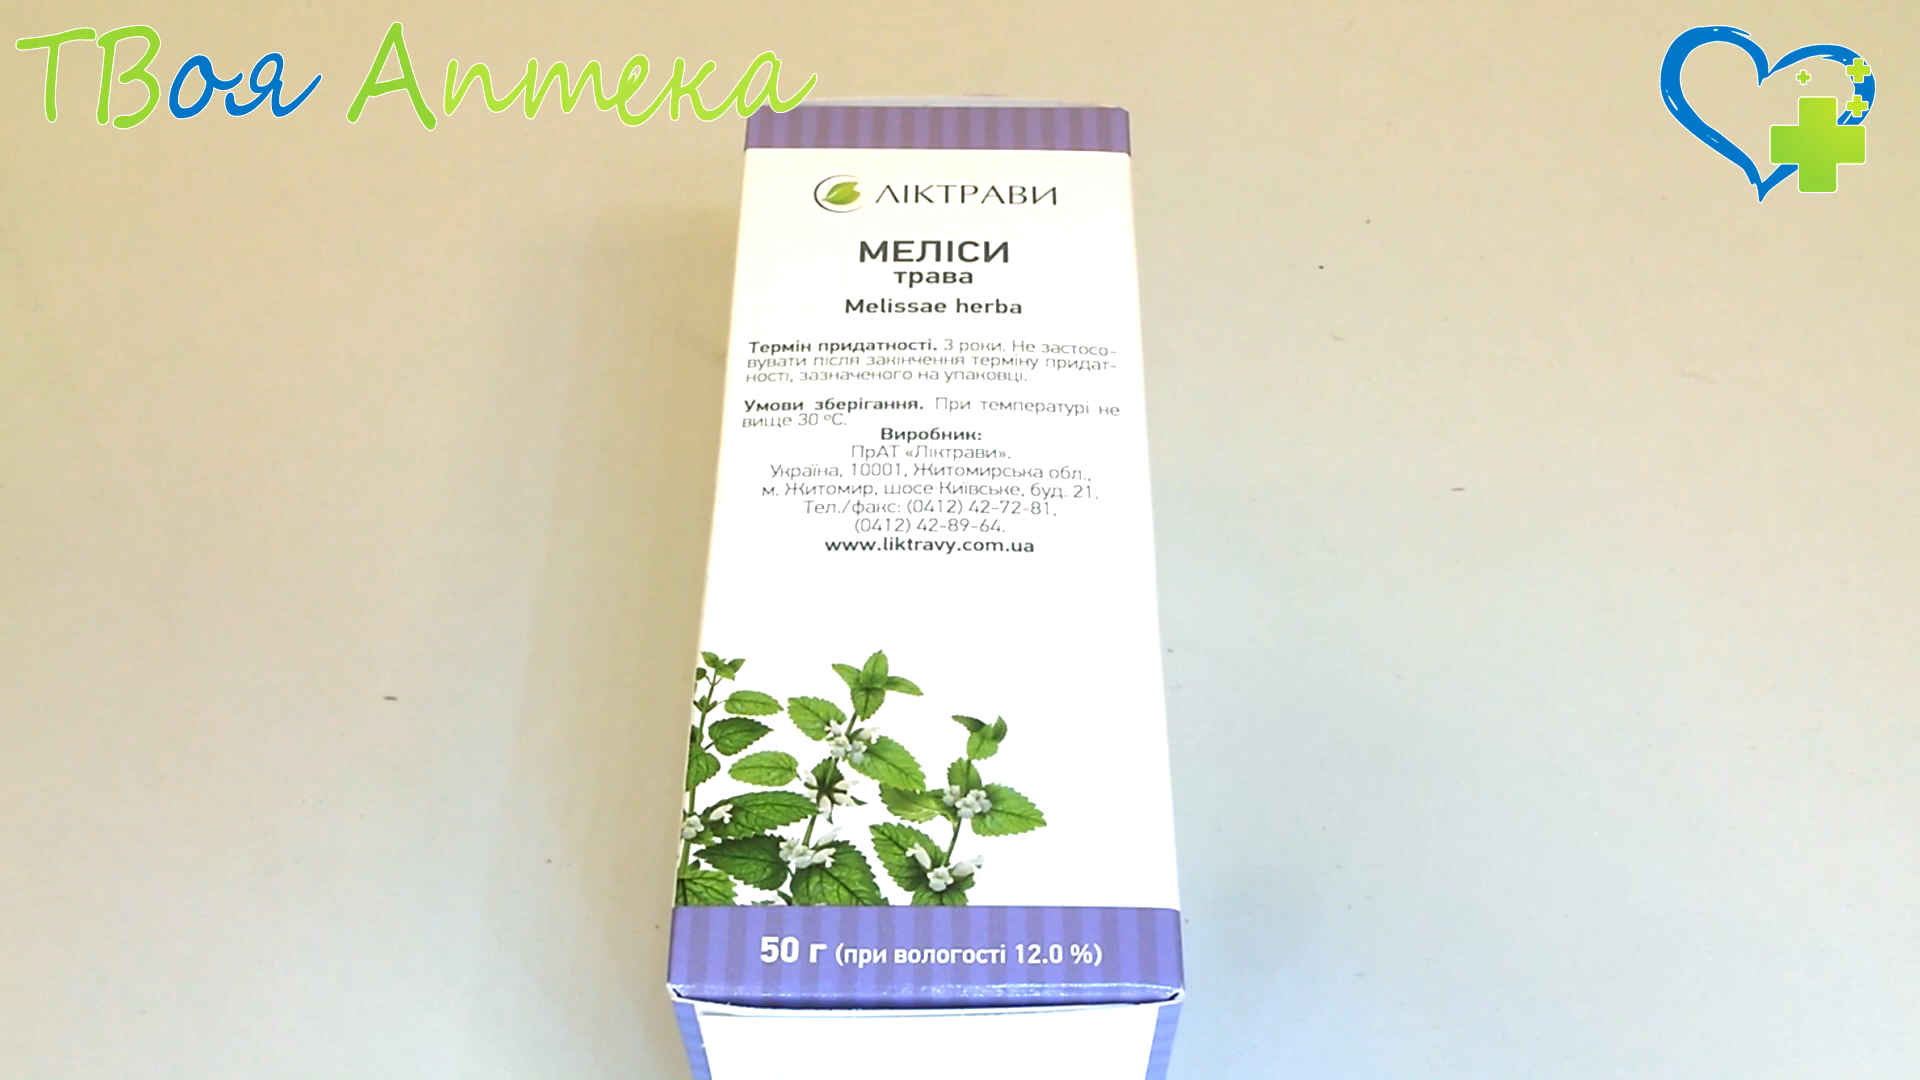 ТВоя Аптека
ЛІКТРАВИ
МЕЛІСИ
трава
Melissae herba
Термін придатності. 3 роки. Не застосо-
вувати після закінчення терміну придат-
ності, зазначеного на упаковці.
Умови зберігання. При температурі не
вище 30 °С.
Виробник:
ПрАТ «Ліктрави».
Україна, 10001, Житомирська обл.,
м. Житомир, шосе Київське, буд. 21.
Тел./факс: (0412) 42-72-81,
(0412) 42-89-64.
www.liktravy.com.ua
50 г (при вологості 12.0 %)